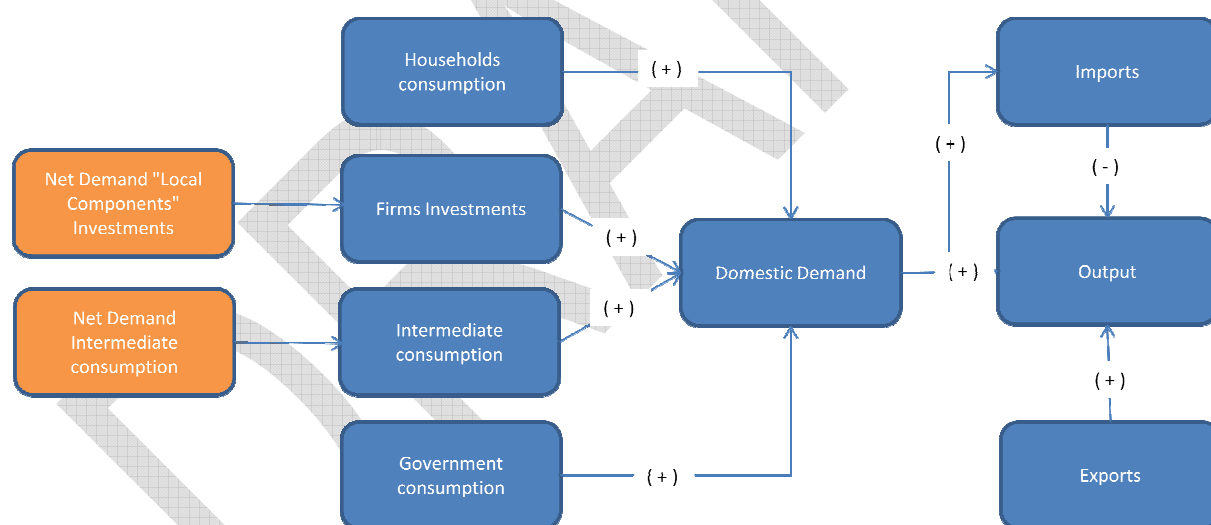 Households
consumption
( + )
Imports
( + )
( - )
Net Demand "Local
Components"
Investments
Firms Investments
( + )
Domestic Demand
( + )
Output
Net Demand
Intermediate
consumption
Intermediate
consumption
( + )
( + )
Government
consumption
( + )
Exports